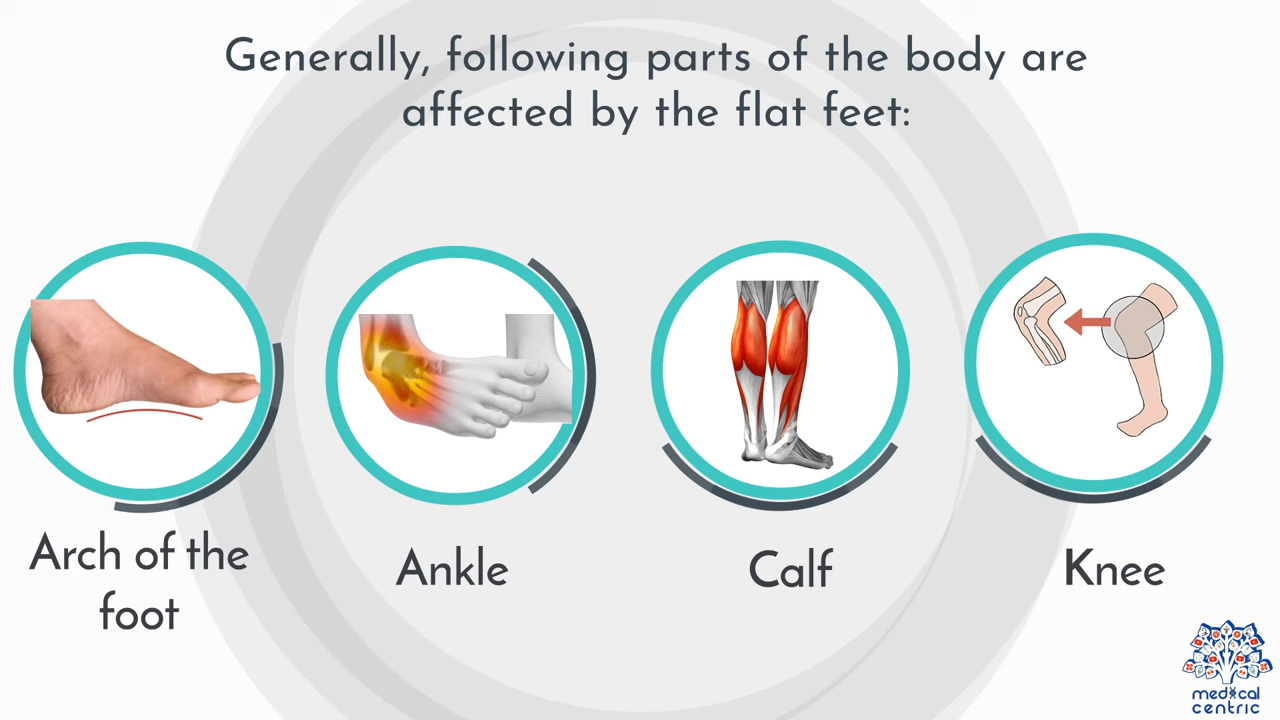 Generally, following parts of the body are
affected by the flat feet:
Arch of the
foot
Ankle
Calf
Knee
medical
centric